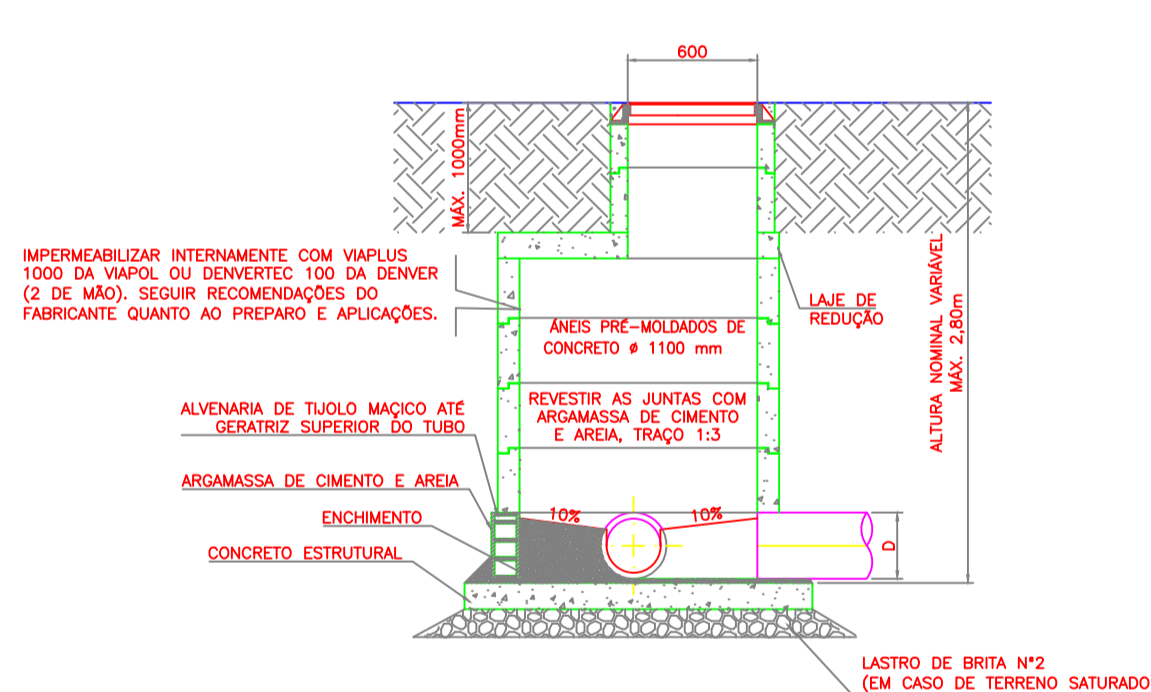 600
MÁX. 1000mm
IMPERMEABILIZAR INTERNAMENTE COM VIAPLUS
1000 DA VIAPOL OU DENVERTEC 100 DA DENVER
(2 DE MÃO). SEGUIR RECOMENDAÇÕES DO
FABRICANTE QUANTO AO PREPARO E APLICAÇÕES.
LAJE DE
REDUÇÃO
ALTURA NOMINAL VARIÁVEL
MÁX. 2,80m
ÁNEIS PRÉ-MOLDADOS DE
CONCRETO ø 1100 mm
REVESTIR AS JUNTAS COM
ARGAMASSA DE CIMENTO
E AREIA, TRAÇO 1:3
ALVENARIA DE TIJOLO MAÇICO ATÉ
GERATRIZ SUPERIOR DO TUBO
ARGAMASSA DE CIMENTO E AREIA
ENCHIMENTO
CONCRETO ESTRUTURAL
10%
10%
D
LASTRO DE BRITA N°2
(EM CASO DE TERRENO SATURADO